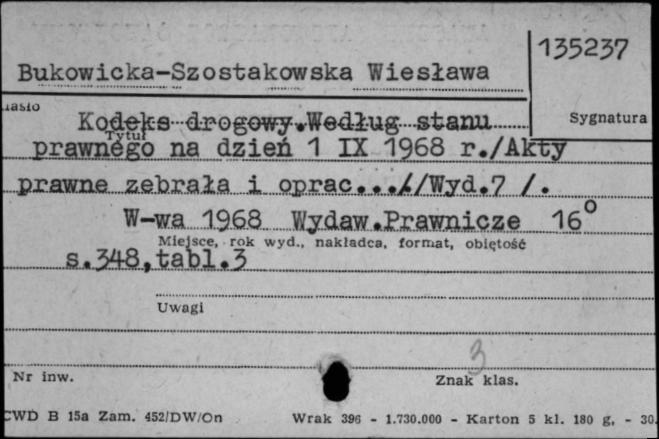 135237
Bukowicka-Szostakowska Wiesława
Sygnatura
Kodeks drogowy.Według stanu
Tytuł
prawnego na dzień 1 IX 1968 r./Akty
prawne zebrała i oprac...//Wyd.7 /.
W-wa 1968 Wydaw.Prawnicze 16°
Miejsce, rok wyd., nakładca, format, objętość
s.348,tabl.3
Uwagi
3
Nr inw.
Znak klas.
CWD B 15a Zam. 452/DW/On Wrak 396 - 1.730.000 - Karton 5 kl. 180 g. - 30.